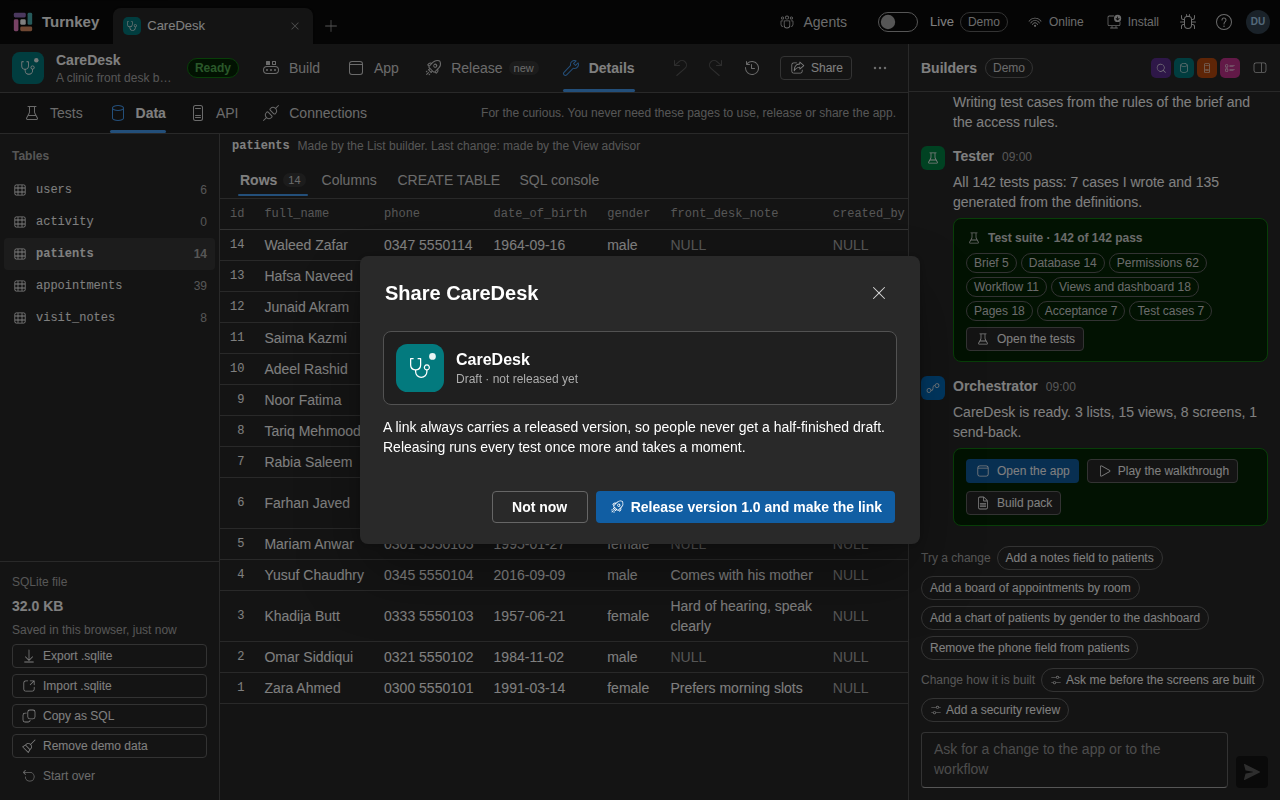 Turnkey
CareDesk
Agents
Live
Demo
Online
Install
DU
CareDesk
A clinic front desk b…
Ready
Build
App
Release new
Details
Share
Builders
Demo
Tests
Data
API
Connections
For the curious. You never need these pages to use, release or share the app.
Tables
users 6
activity 0
patients 14
appointments 39
visit_notes 8
SQLite file
32.0 KB
Saved in this browser, just now
Export .sqlite
Import .sqlite
Copy as SQL
Remove demo data
Start over
patients Made by the List builder. Last change: made by the View advisor
Rows 14 Columns CREATE TABLE SQL console
id full_name phone date_of_birth gender front_desk_note created_by
14 Waleed Zafar 0347 5550114 1964-09-16 male NULL NULL
13 Hafsa Naveed
12 Junaid Akram
11 Saima Kazmi
10 Adeel Rashid
9 Noor Fatima
8 Tariq Mehmood
7 Rabia Saleem
6 Farhan Javed
5 Mariam Anwar 0301 5550105 1995-01-27 female NULL NULL
4 Yusuf Chaudhry 0345 5550104 2016-09-09 male Comes with his mother NULL
3 Khadija Butt 0333 5550103 1957-06-21 female Hard of hearing, speak clearly NULL
2 Omar Siddiqui 0321 5550102 1984-11-02 male NULL NULL
1 Zara Ahmed 0300 5550101 1991-03-14 female Prefers morning slots NULL
Share CareDesk
CareDesk
Draft · not released yet
A link always carries a released version, so people never get a half-finished draft.
Releasing runs every test once more and takes a moment.
Not now
Release version 1.0 and make the link
Writing test cases from the rules of the brief and
the access rules.
Tester 09:00
All 142 tests pass: 7 cases I wrote and 135
generated from the definitions.
Test suite · 142 of 142 pass
Brief 5 Database 14 Permissions 62
Workflow 11 Views and dashboard 18
Pages 18 Acceptance 7 Test cases 7
Open the tests
Orchestrator 09:00
CareDesk is ready. 3 lists, 15 views, 8 screens, 1
send-back.
Open the app
Play the walkthrough
Build pack
Try a change
Add a notes field to patients
Add a board of appointments by room
Add a chart of patients by gender to the dashboard
Remove the phone field from patients
Change how it is built
Ask me before the screens are built
Add a security review
Ask for a change to the app or to the
workflow